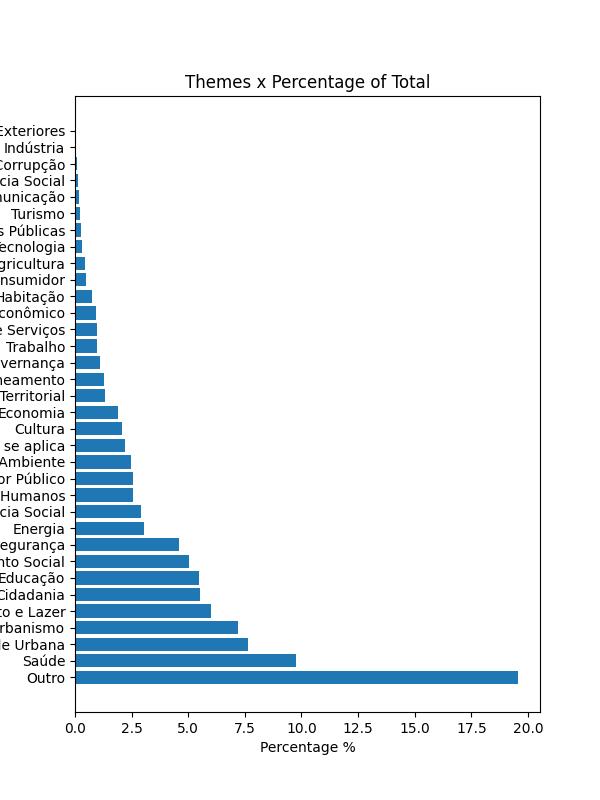 Themes x Percentage of Total
Exteriores
Indústria
Corrupção
cia Social
unicação
Turismo
s Públicas
ecnologia
gricultura
nsumidor
Habitação
conômico
e Serviços
Trabalho
vernança
neamento
Territorial
Economia
Cultura
se aplica
Ambiente
or Público
Humanos
cia Social
Energia
egurança
nto Social
Educação
Cidadania
to e Lazer
rbanismo
de Urbana
Saúde
Outro
0.0 2.5 5.0 7.5 10.0 12.5 15.0 17.5 20.0
Percentage %